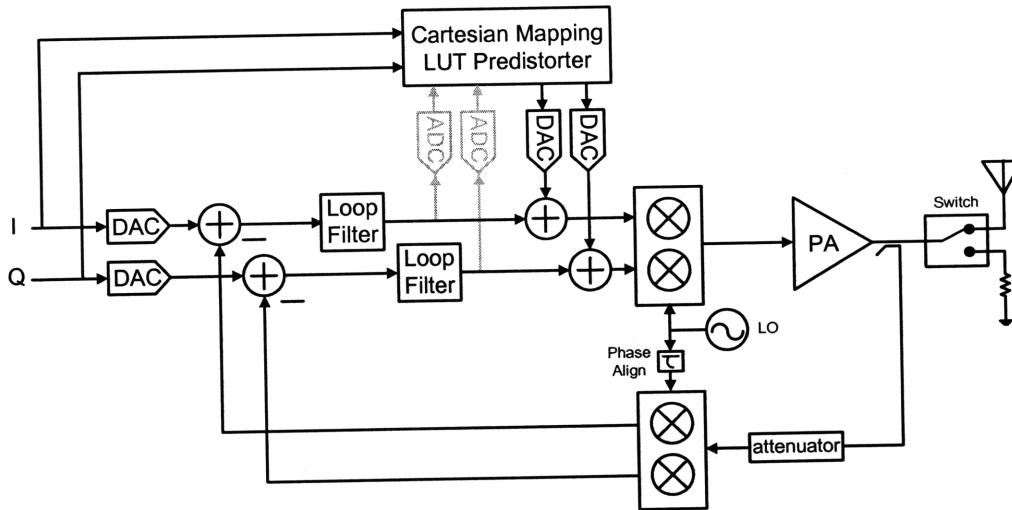 Cartesian Mapping
LUT Predistorter
ADC
ADC
DAC
DAC
I
DAC
Loop
Filter
Q
DAC
Loop
Filter
PA
Switch
LO
Phase
Align
τ
attenuator